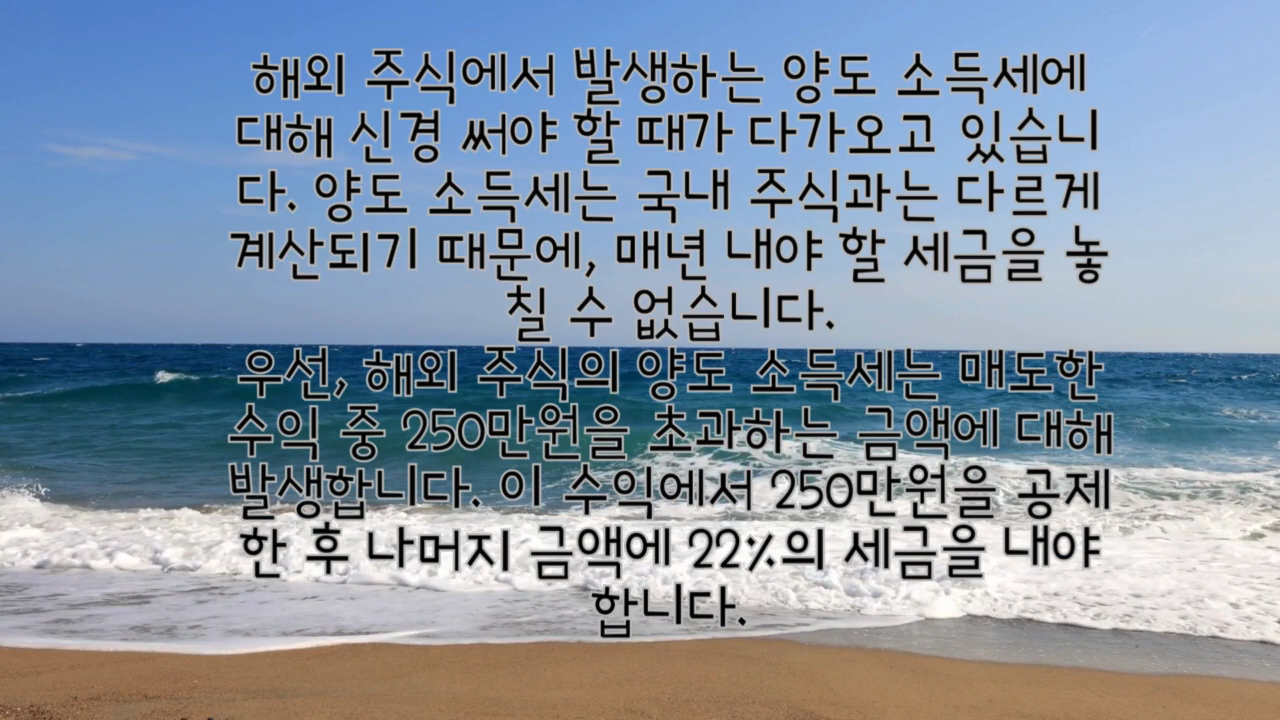 해외 주식에서 발생하는 양도 소득세에
대해 신경 써야 할 때가 다가오고 있습니
다. 양도 소득세는 국내 주식과는 다르게
계산되기 때문에, 매년 내야 할 세금을 놓
칠 수 없습니다.
우선, 해외 주식의 양도 소득세는 매도한
수익 중 250만원을 초과하는 금액에 대해
발생합니다. 이 수익에서 250만원을 공제
한 후 나머지 금액에 22%의 세금을 내야
합니다.